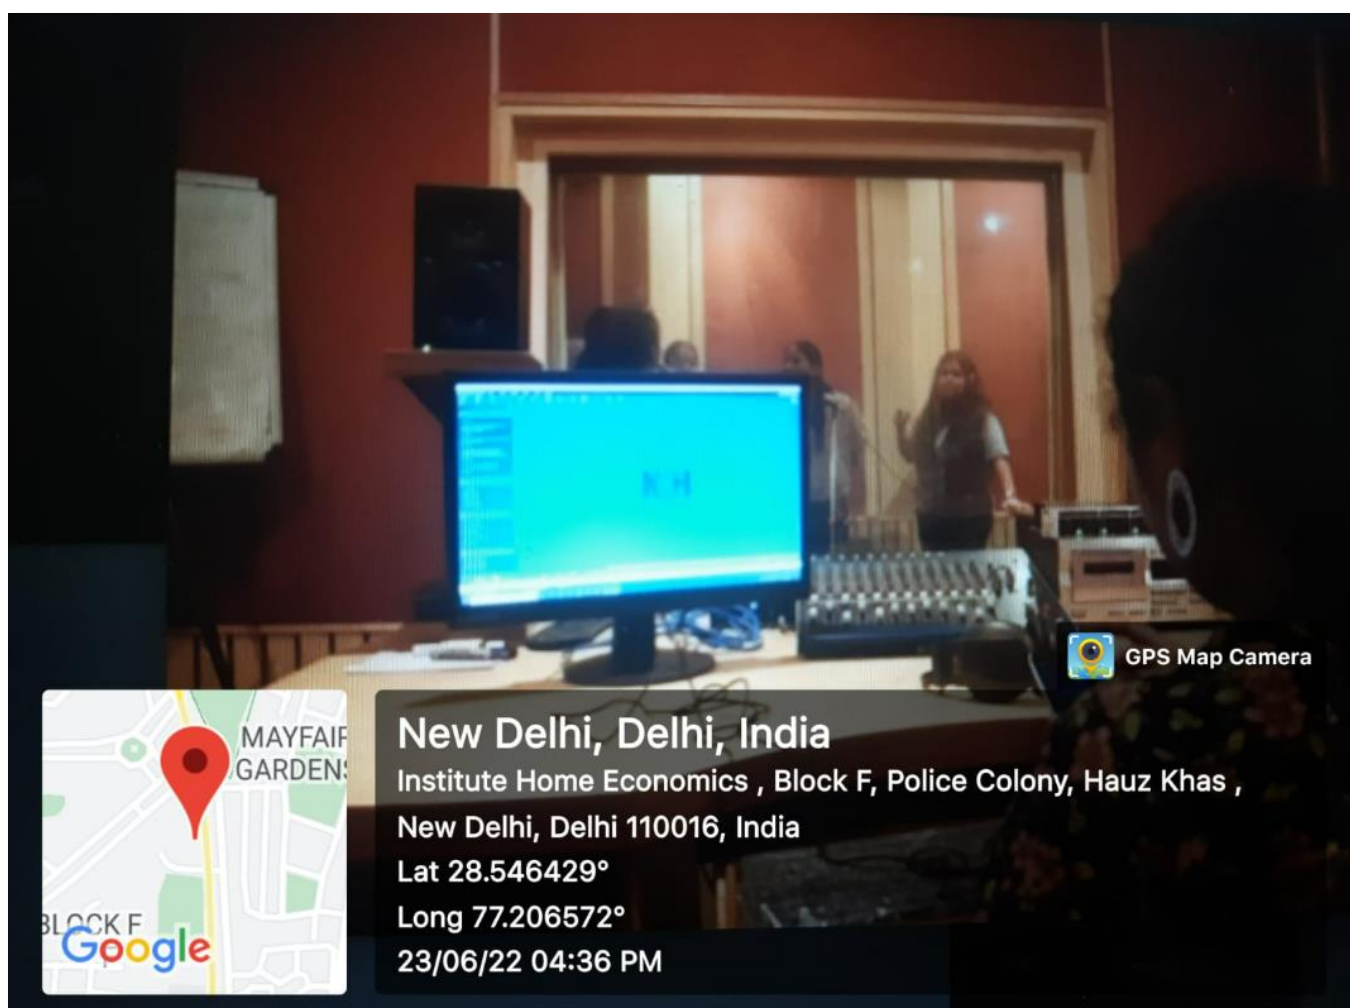 GPS Map Camera
MAYFAIR
GARDENS
BLOCK F
Google
New Delhi, Delhi, India
Institute Home Economics , Block F, Police Colony, Hauz Khas ,
New Delhi, Delhi 110016, India
Lat 28.546429°
Long 77.206572°
23/06/22 04:36 PM